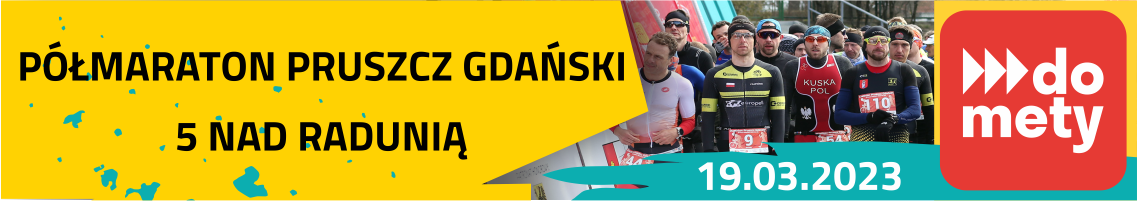 PÓŁMARATON PRUSZCZ GDAŃSKI
5 NAD RADUNIĄ
KUSKA
POL
110
9
19.03.2023
do
mety